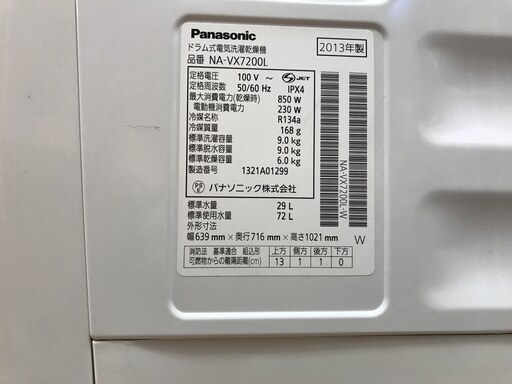 Panasonic
ドラム式電気洗濯乾燥機
2013年製
品番 NA-VX7200L
定格電圧 100 V～ JET
定格周波数 50/60 Hz IPX4
最大消費電力(乾燥時) 850 W
電動機消費電力 230 W
冷媒名称 R134a
冷媒質量 168 g
標準洗濯容量 9.0 kg
標準脱水容量 9.0 kg
標準乾燥容量 6.0 kg
製造番号 1321A01299
PS E パナソニック株式会社
標準水量 29 L
標準使用水量 72 L
外形寸法
幅639 mm×奥行716 mm×高さ1021 mm
W
消防法 基準適合 組込形 上方 側方 後方 下方
可燃物からの離隔距離(cm) 13 1 1 0
NA-VX7200L-W